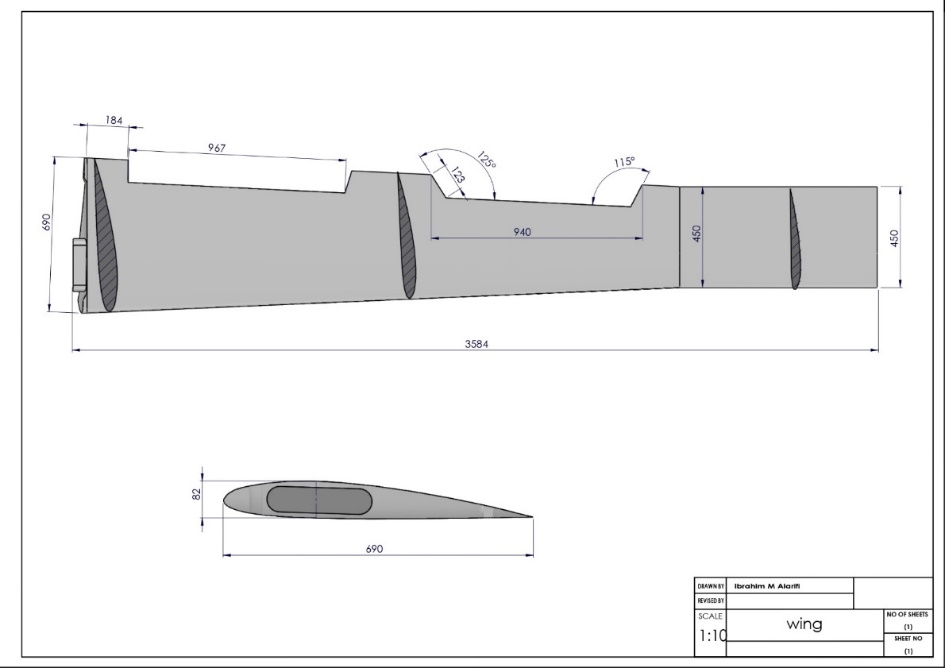 184
967
125°
123
115°
690
940
450
450
3584
82
690
DRAWN BY Ibrahim M Alarifi
REVISED BY
SCALE
1:10
wing
NO OF SHEETS
(1)
SHEET NO
(1)